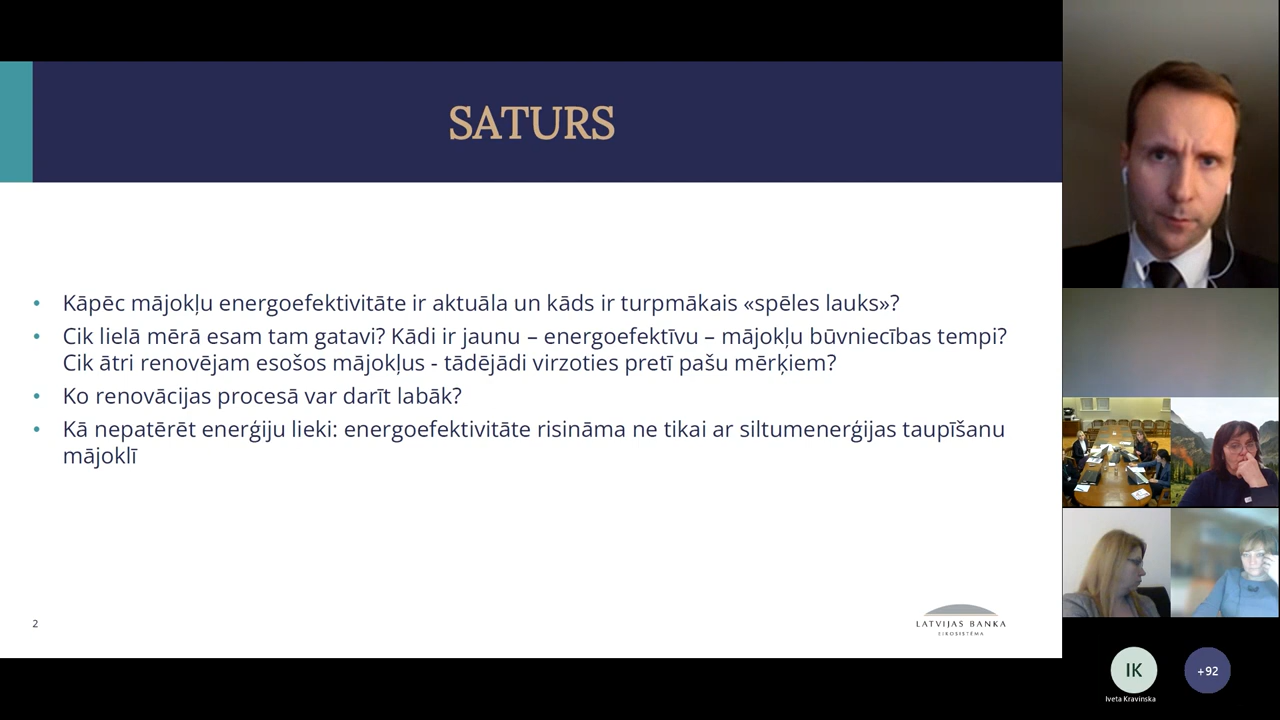 SATURS
• Kāpēc mājokļu energoefektivitāte ir aktuāla un kāds ir turpmākais «spēles lauks»?
• Cik lielā mērā esam tam gatavi? Kādi ir jaunu – energoefektīvu – mājokļu būvniecības tempi?
Cik ātri renovējam esošos mājokļus - tādējādi virzoties pretī pašu mērķiem?
• Ko renovācijas procesā var darīt labāk?
• Kā nepatērēt enerģiju lieki: energoefektivitāte risināma ne tikai ar siltumenerģijas taupīšanu
mājoklī
2
LATVIJAS BANKA
EIROSISTĒMA
IK
+92
Iveta Kravinska